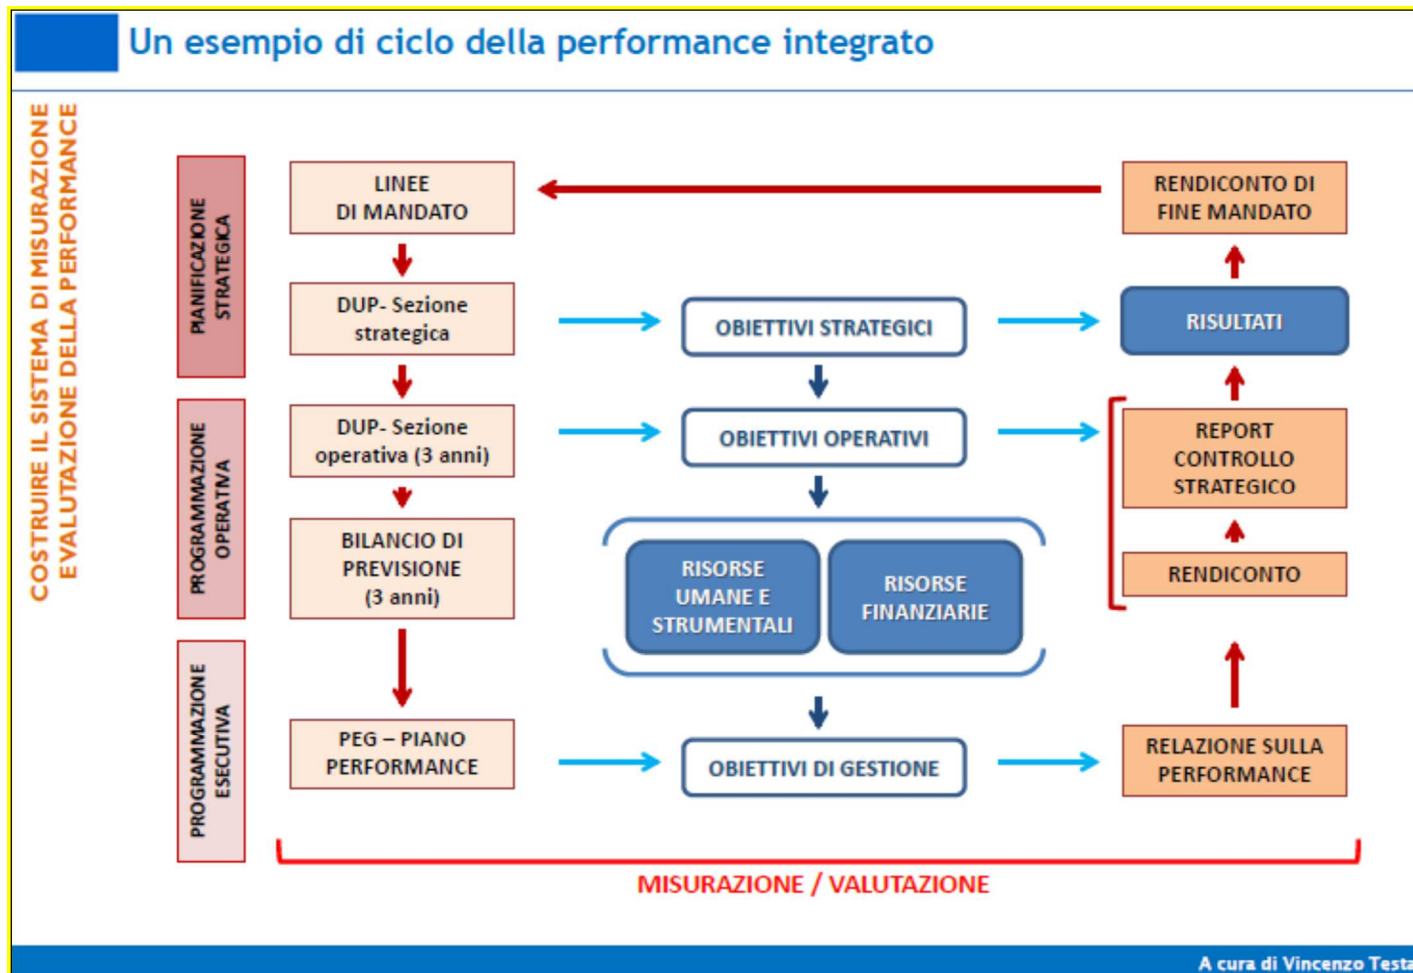 Un esempio di ciclo della performance integrato
COSTRUIRE IL SISTEMA DI MISURAZIONE
EVALUTAZIONE DELLA PERFORMANCE
PIANIFICAZIONE
STRATEGICA
LINEE
DI MANDATO
RENDICONTO DI
FINE MANDATO
DUP- Sezione
strategica
OBIETTIVI STRATEGICI
RISULTATI
PROGRAMMAZIONE
OPERATIVA
DUP- Sezione
operativa (3 anni)
OBIETTIVI OPERATIVI
REPORT
CONTROLLO
STRATEGICO
BILANCIO DI
PREVISIONE
(3 anni)
RISORSE
UMANE E
STRUMENTALI
RISORSE
FINANZIARIE
RENDICONTO
PROGRAMMAZIONE
ESECUTIVA
PEG – PIANO
PERFORMANCE
OBIETTIVI DI GESTIONE
RELAZIONE SULLA
PERFORMANCE
MISURAZIONE / VALUTAZIONE
A cura di Vincenzo Testa